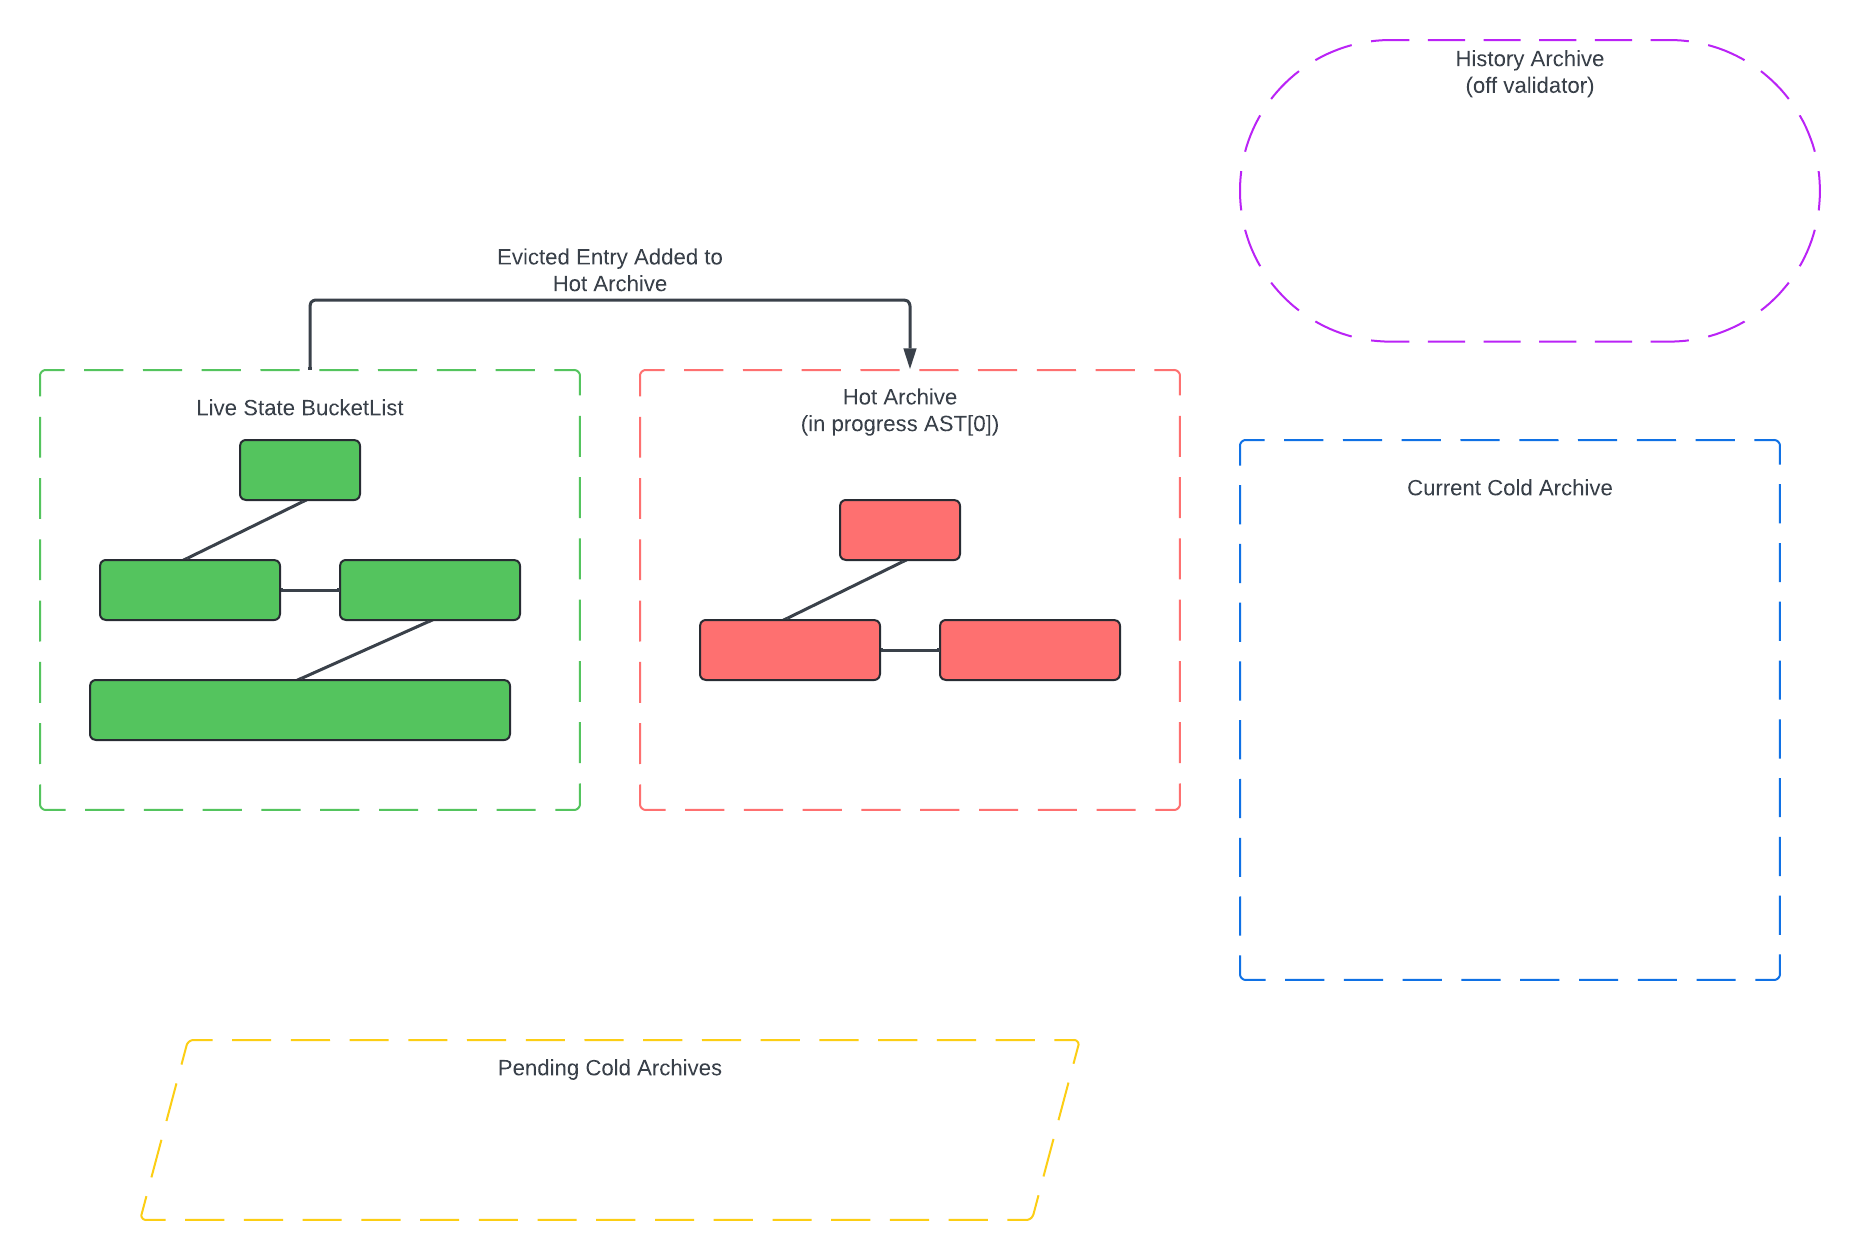 History Archive
(off validator)
Evicted Entry Added to
Hot Archive
Live State BucketList
Hot Archive
(in progress AST[0])
Current Cold Archive
Pending Cold Archives